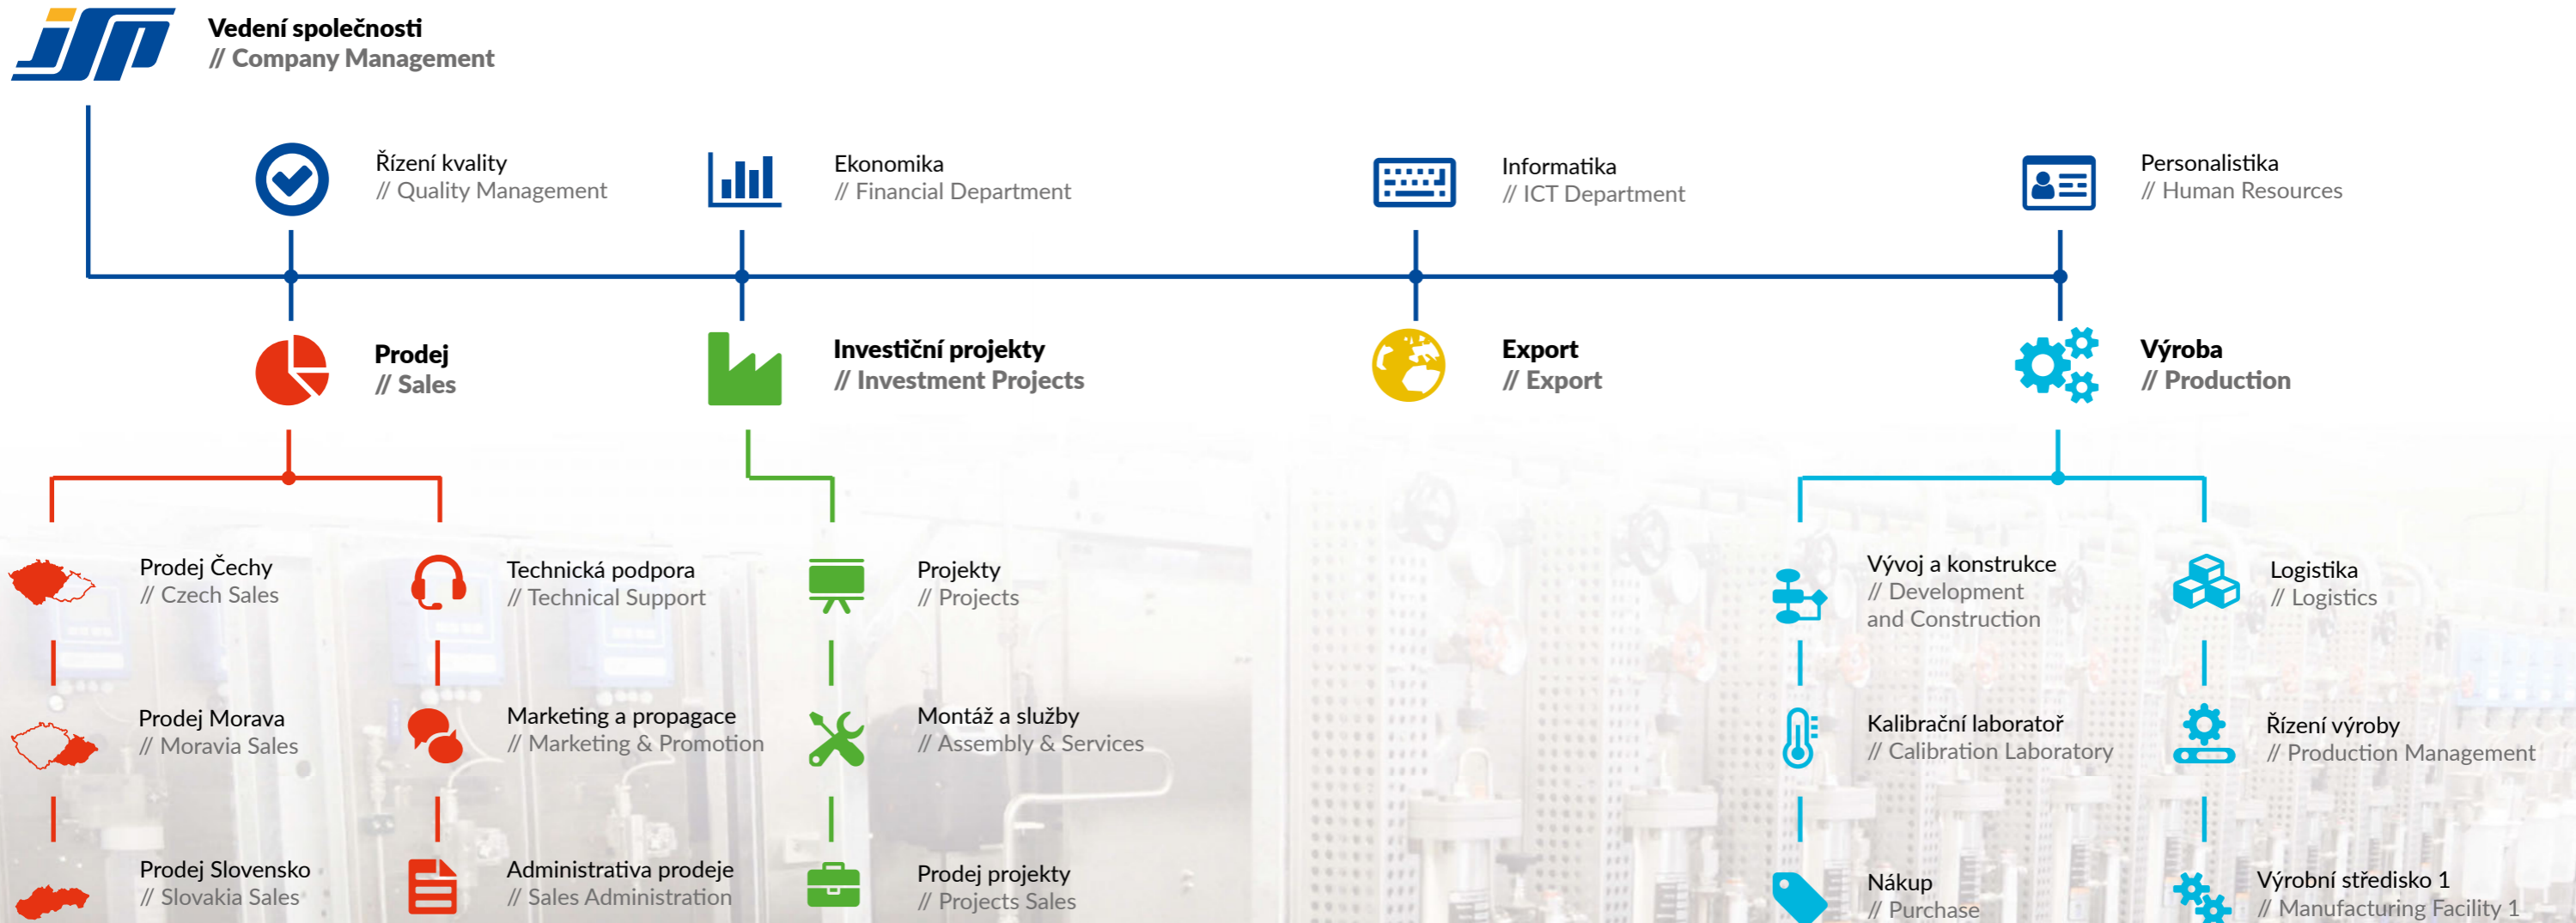 JSP
Vedení společnosti
// Company Management
Řízení kvality
// Quality Management
Ekonomika
// Financial Department
Informatika
// ICT Department
Personalistika
// Human Resources
Prodej
// Sales
Investiční projekty
// Investment Projects
Export
// Export
Výroba
// Production
Prodej Čechy
// Czech Sales
Technická podpora
// Technical Support
Projekty
// Projects
Vývoj a konstrukce
// Development
and Construction
Logistika
// Logistics
Prodej Morava
// Moravia Sales
Marketing a propagace
// Marketing & Promotion
Montáž a služby
// Assembly & Services
Kalibrační laboratoř
// Calibration Laboratory
Řízení výroby
// Production Management
Prodej Slovensko
// Slovakia Sales
Administrativa prodeje
// Sales Administration
Prodej projekty
// Projects Sales
Nákup
// Purchase
Výrobní středisko 1
// Manufacturing Facility 1